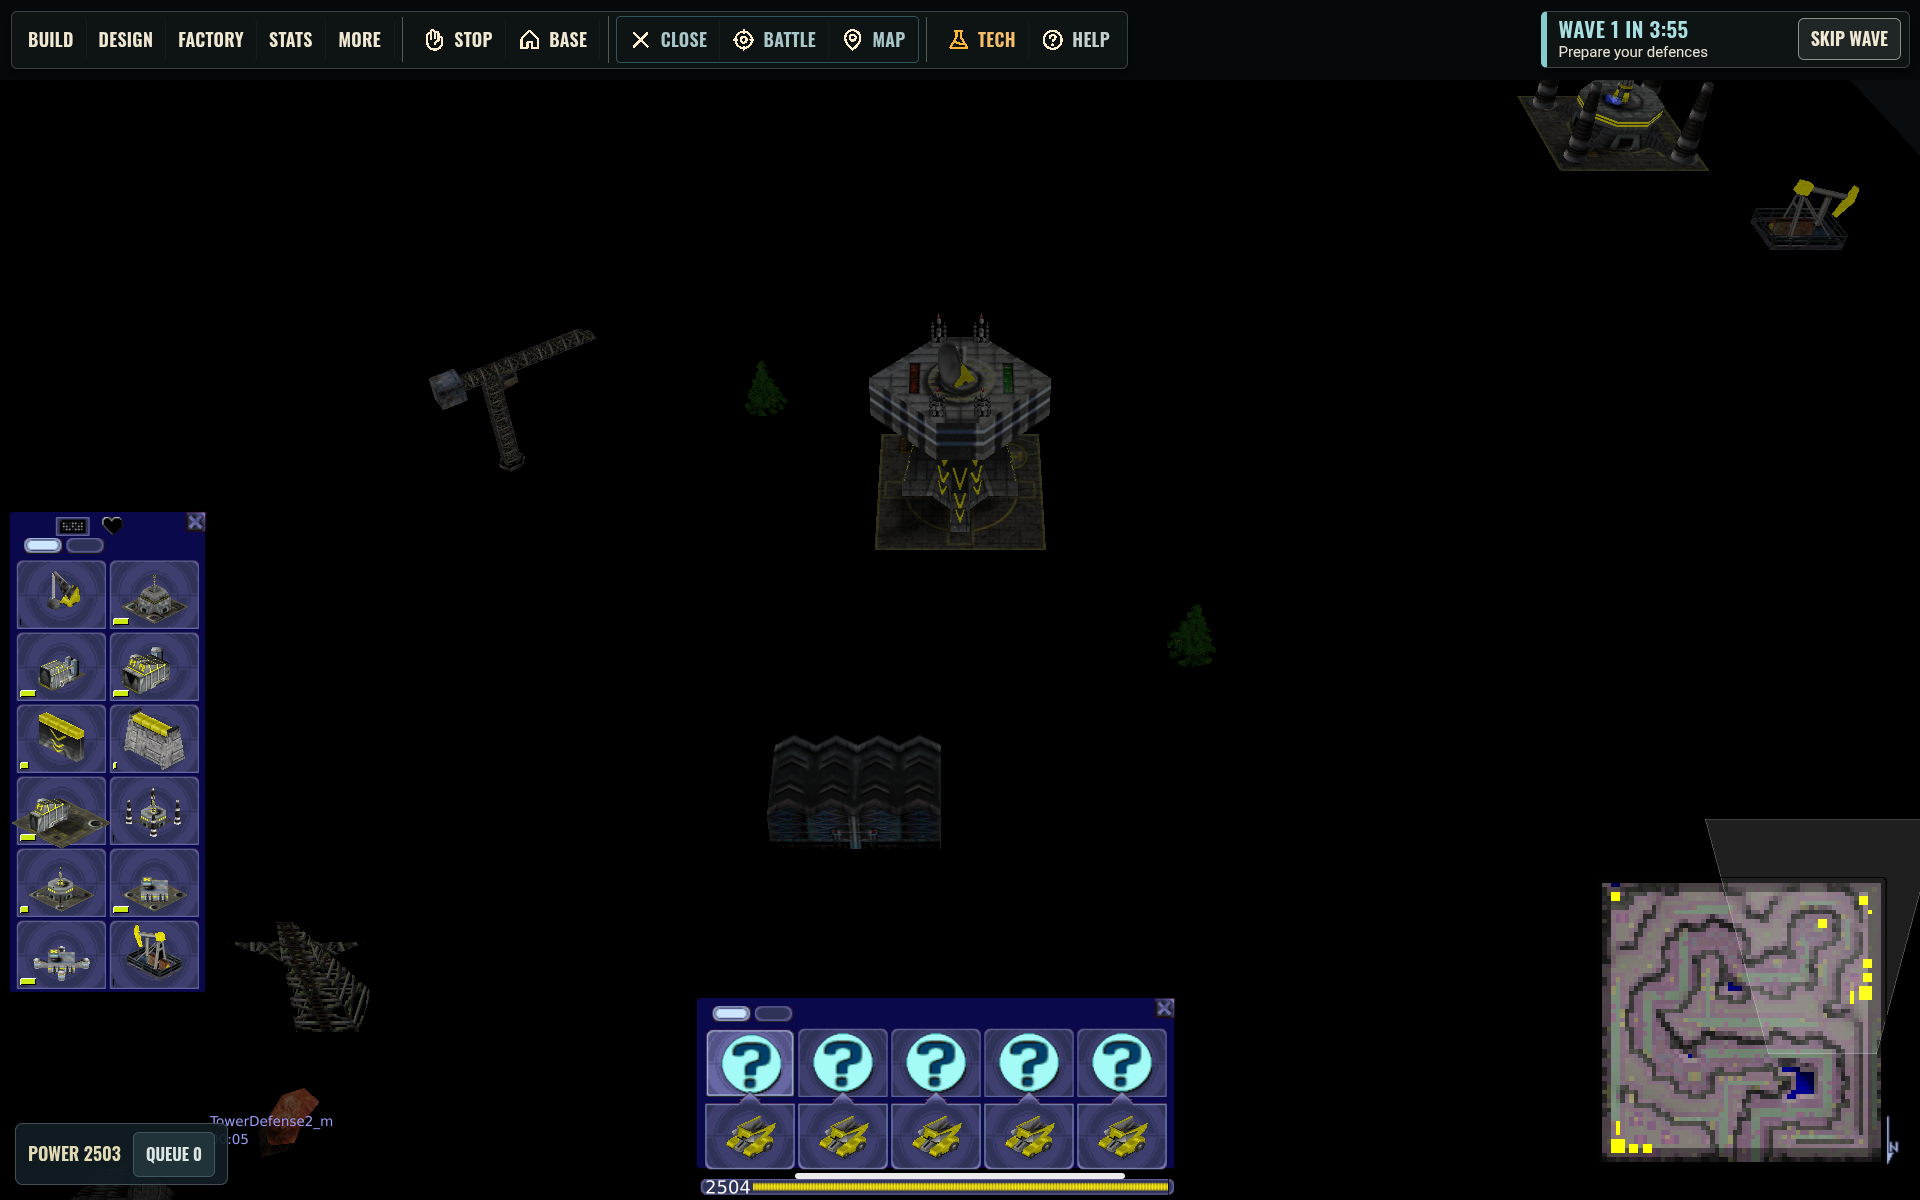 BUILD
DESIGN
FACTORY
STATS
MORE
STOP
BASE
CLOSE
BATTLE
MAP
TECH
HELP
WAVE 1 IN 3:55
Prepare your defences
SKIP WAVE
TowerDefense2_m
:05
POWER 2503
QUEUE 0
2504
N